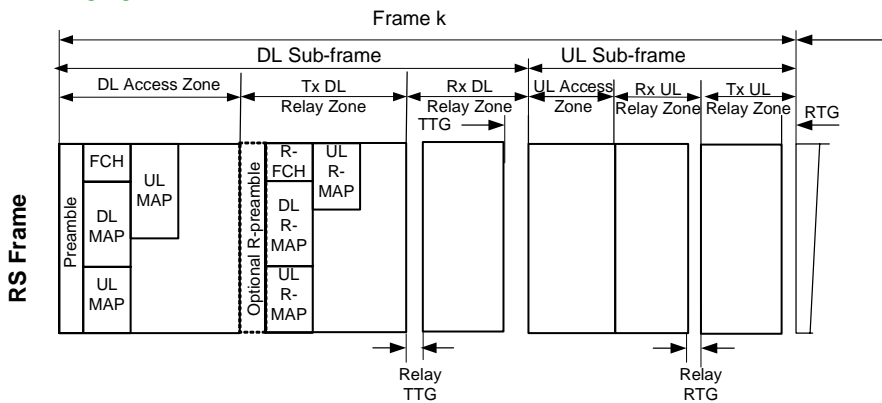 Frame k
DL Sub-frame
UL Sub-frame
DL Access Zone
Tx DL
Relay Zone
Rx DL
Relay Zone
UL Access
Zone
Rx UL
Relay Zone
Tx UL
Relay Zone
TTG
RTG
RS Frame
Preamble
FCH
DL
MAP
UL
MAP
UL
MAP
Optional R-preamble
R-
FCH
DL
R-
MAP
UL
R-
MAP
UL
R-
MAP
Relay
TTG
Relay
RTG